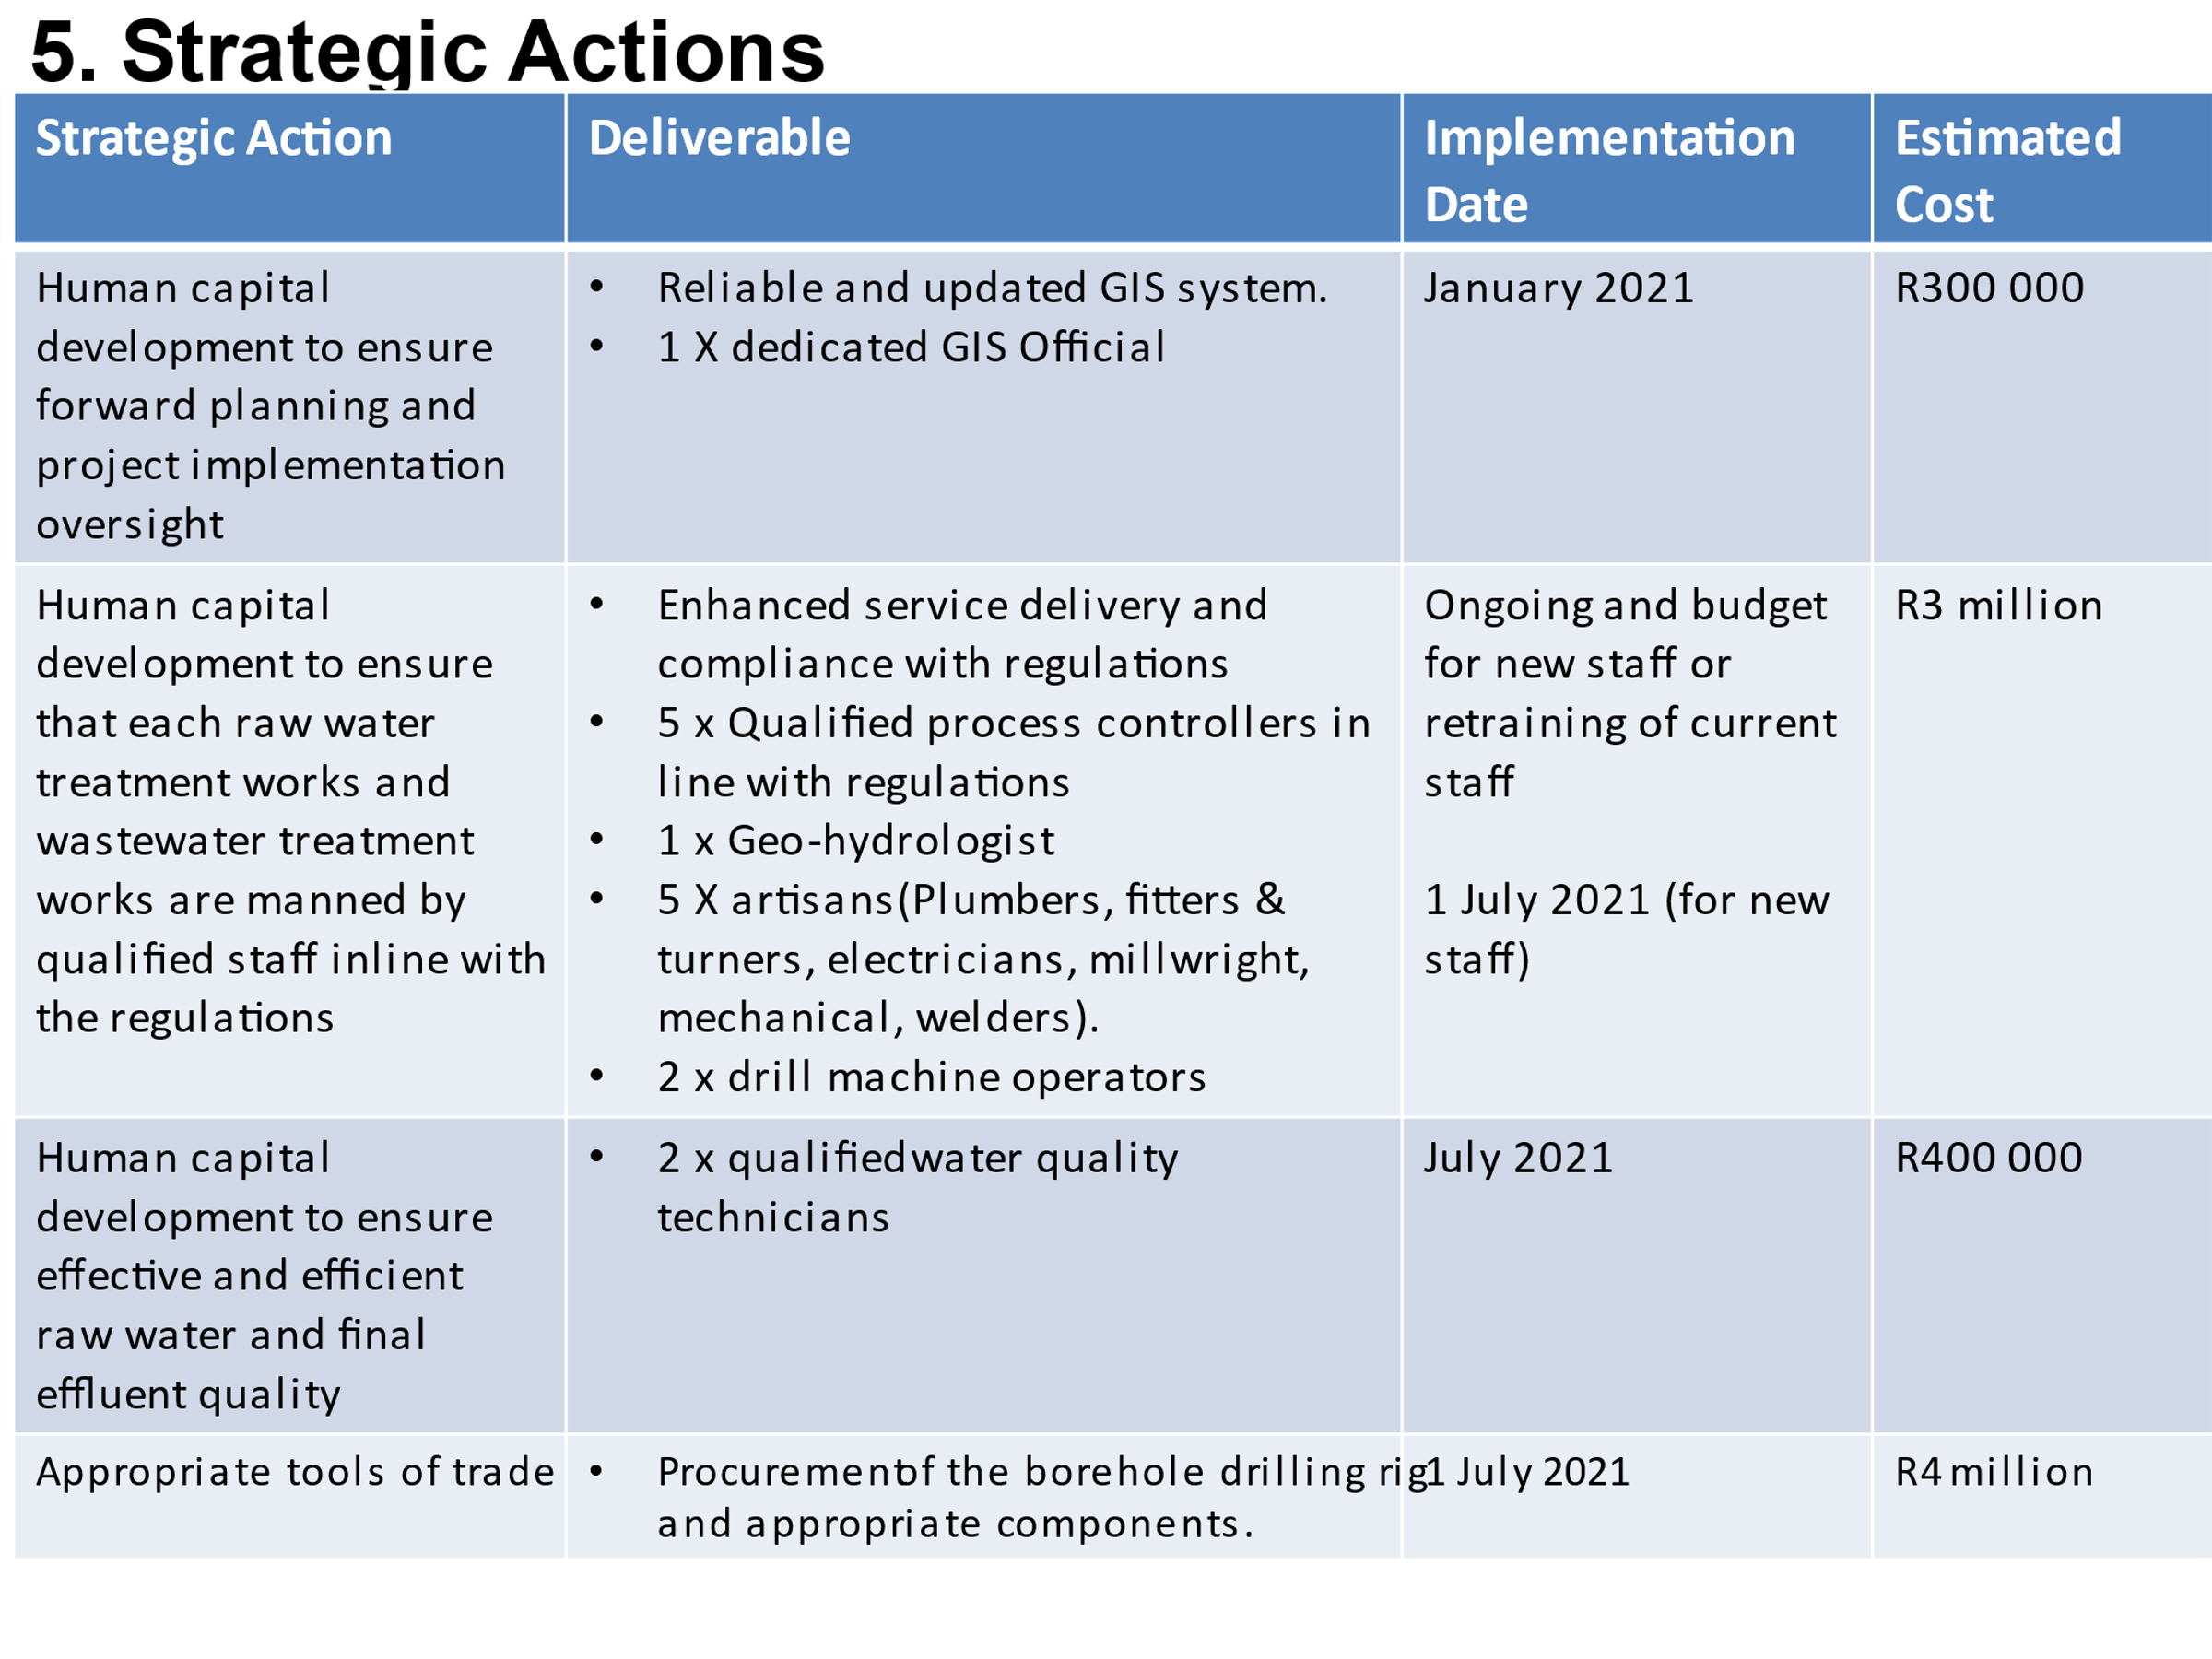 5. Strategic Actions
Strategic Action
Deliverable
Implementation
Date
Estimated
Cost
Human capital
development to ensure
forward planning and
project implementation
oversight
• Reliable and updated GIS system.
• 1 X dedicated GIS Official
January 2021
R300 000
Human capital
development to ensure
that each raw water
treatment works and
wastewater treatment
works are manned by
qualified staff inline with
the regulations
• Enhanced service delivery and
compliance with regulations
• 5 x Qualified process controllers in
line with regulations
• 1 x Geo-hydrologist
• 5 X artisans(Plumbers, fitters &
turners, electricians, millwright,
mechanical, welders).
• 2 x drill machine operators
Ongoing and budget
for new staff or
retraining of current
staff
1 July 2021 (for new
staff)
R3 million
Human capital
development to ensure
effective and efficient
raw water and final
effluent quality
• 2 x qualifiedwater quality
technicians
July 2021
R400 000
Appropriate tools of trade
• Procurementof the borehole drilling rig
and appropriate components.
1 July 2021
R4 million